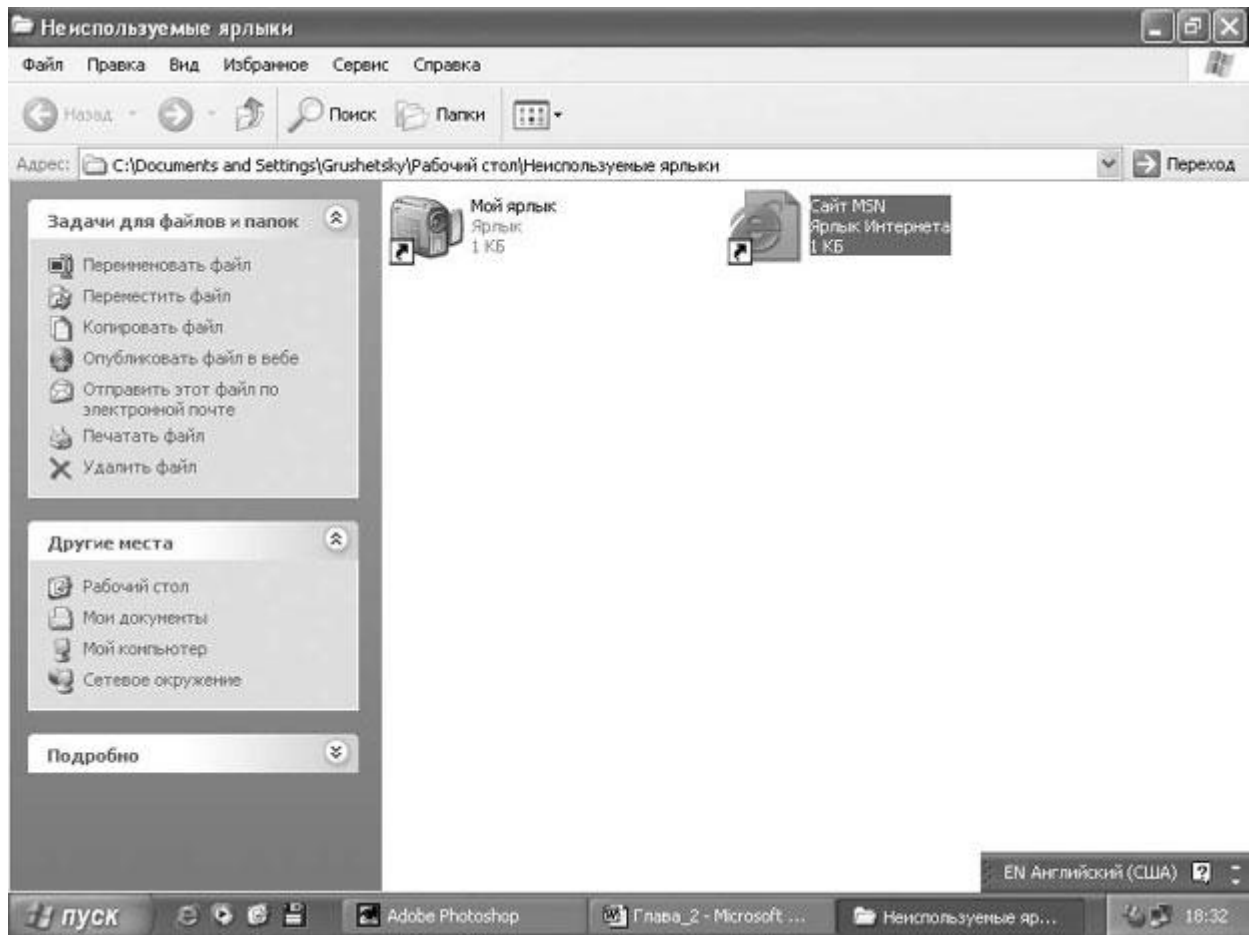 Неиспользуемые ярлыки
Файл Правка Вид Избранное Сервис Справка
Назад Поиск Папки
Адрес: C:\Documents and Settings\Grushetsky\Рабочий стол\Неиспользуемые ярлыки Переход
Задачи для файлов и папок
Переименовать файл
Переместить файл
Копировать файл
Опубликовать файл в вебе
Отправить этот файл по
электронной почте
Печатать файл
Удалить файл
Другие места
Рабочий стол
Мои документы
Мой компьютер
Сетевое окружение
Подробно
Мой ярлык
Ярлык
1 КБ
Сайт MSN
Ярлык Интернета
1 КБ
EN Английский (США)
пуск Adobe Photoshop Глава_2 - Microsoft ... Неиспользуемые яр... 18:32